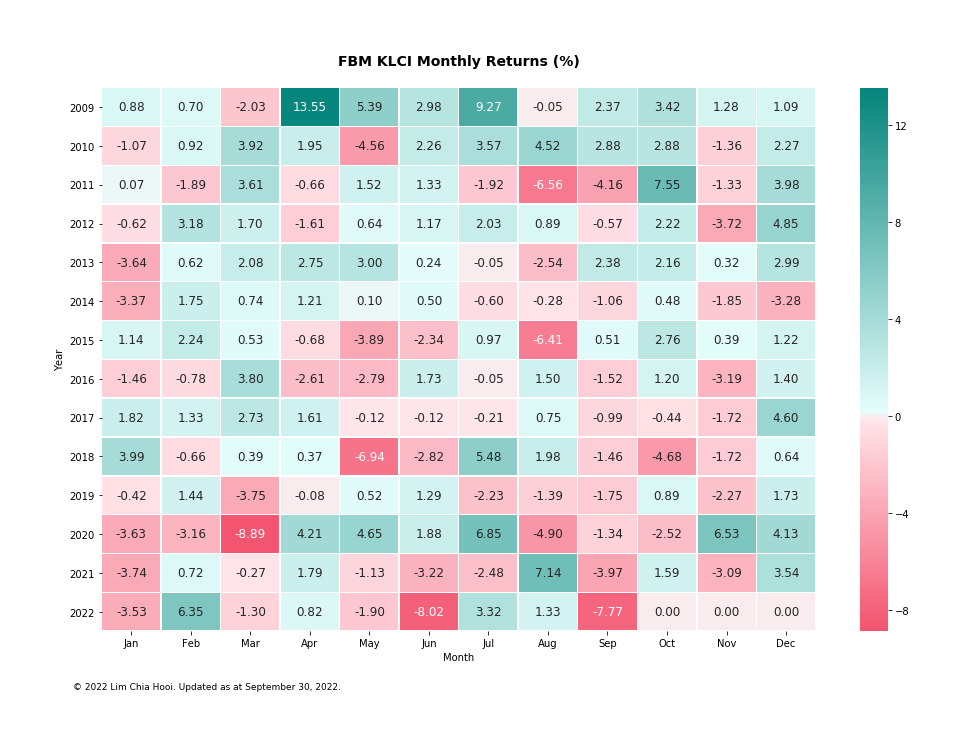 FBM KLCI Monthly Returns (%)
2009 0.88 0.70 -2.03 13.55 5.39 2.98 9.27 -0.05 2.37 3.42 1.28 1.09
2010 -1.07 0.92 3.92 1.95 -4.56 2.26 3.57 4.52 2.88 2.88 -1.36 2.27
2011 0.07 -1.89 3.61 -0.66 1.52 1.33 -1.92 -6.56 -4.16 7.55 -1.33 3.98
2012 -0.62 3.18 1.70 -1.61 0.64 1.17 2.03 0.89 -0.57 2.22 -3.72 4.85
2013 -3.64 0.62 2.08 2.75 3.00 0.24 -0.05 -2.54 2.38 2.16 0.32 2.99
2014 -3.37 1.75 0.74 1.21 0.10 0.50 -0.60 -0.28 -1.06 0.48 -1.85 -3.28
2015 1.14 2.24 0.53 -0.68 -3.89 -2.34 0.97 -6.41 0.51 2.76 0.39 1.22
2016 -1.46 -0.78 3.80 -2.61 -2.79 1.73 -0.05 1.50 -1.52 1.20 -3.19 1.40
2017 1.82 1.33 2.73 1.61 -0.12 -0.12 -0.21 0.75 -0.99 -0.44 -1.72 4.60
2018 3.99 -0.66 0.39 0.37 -6.94 -2.82 5.48 1.98 -1.46 -4.68 -1.72 0.64
2019 -0.42 1.44 -3.75 -0.08 0.52 1.29 -2.23 -1.39 -1.75 0.89 -2.27 1.73
2020 -3.63 -3.16 -8.89 4.21 4.65 1.88 6.85 -4.90 -1.34 -2.52 6.53 4.13
2021 -3.74 0.72 -0.27 1.79 -1.13 -3.22 -2.48 7.14 -3.97 1.59 -3.09 3.54
2022 -3.53 6.35 -1.30 0.82 -1.90 -8.02 3.32 1.33 -7.77 0.00 0.00 0.00
Jan Feb Mar Apr May Jun Jul Aug Sep Oct Nov Dec
Month
Year
12
8
4
0
−4
−8
© 2022 Lim Chia Hooi. Updated as at September 30, 2022.